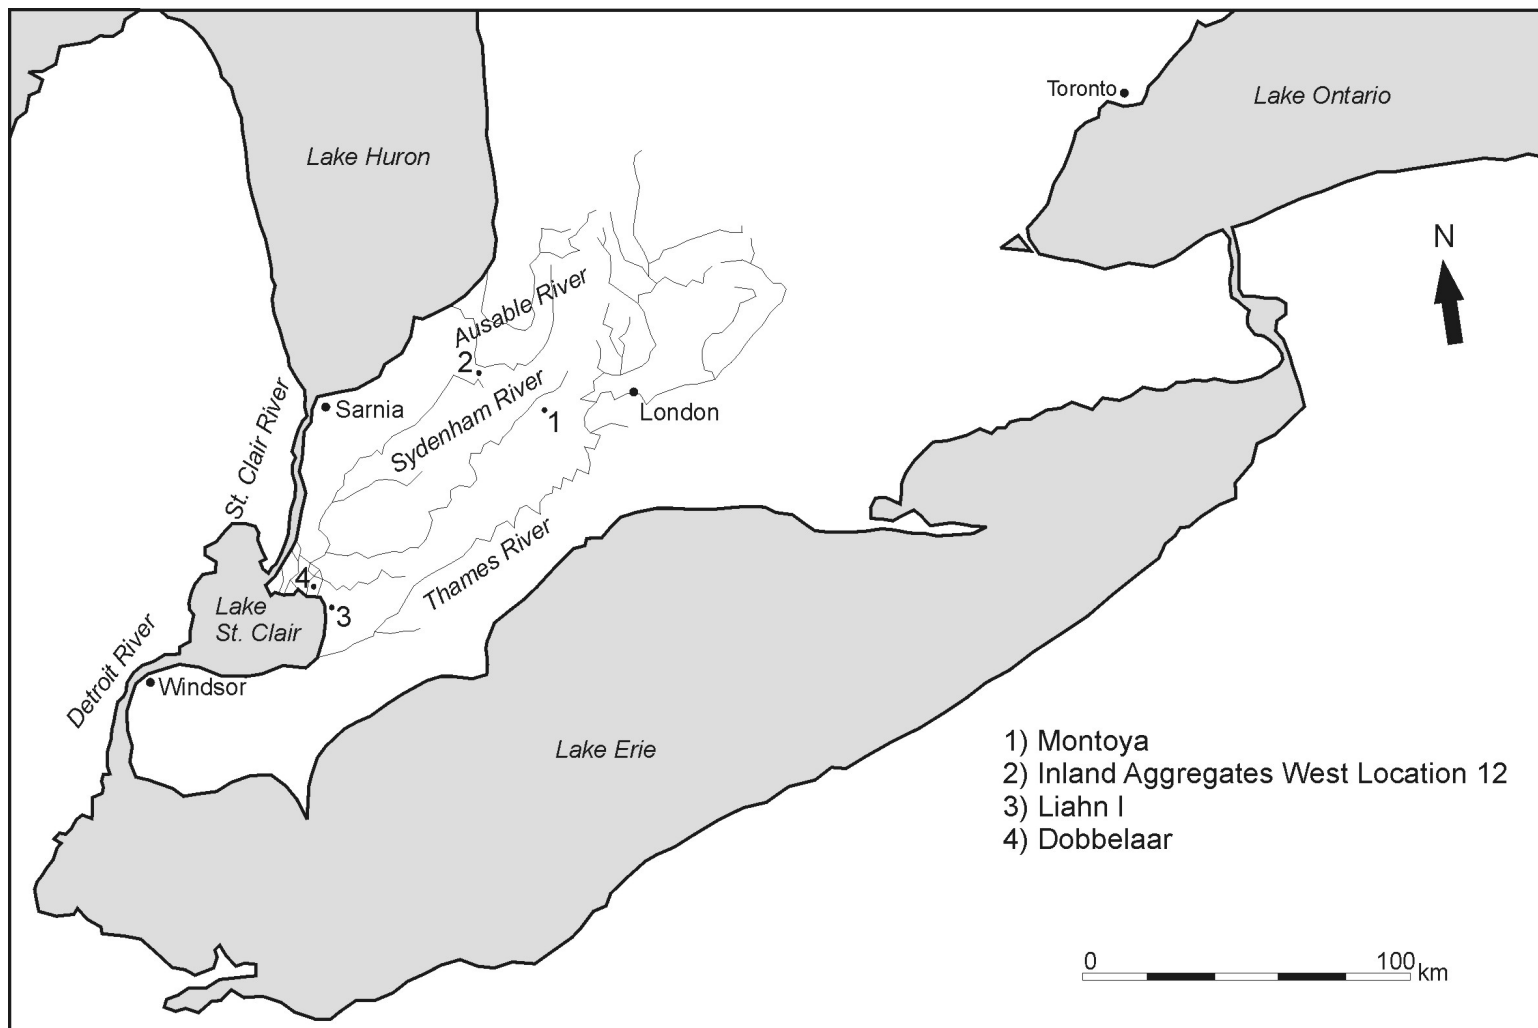 Toronto
Lake Ontario
Lake Huron
N
Ausable River
2
Sydenham River
1
St. Clair River
Sarnia
London
4
3
Thames River
Lake
St. Clair
Detroit River
Windsor
Lake Erie
1) Montoya
2) Inland Aggregates West Location 12
3) Liahn I
4) Dobbelaar
0 100 km